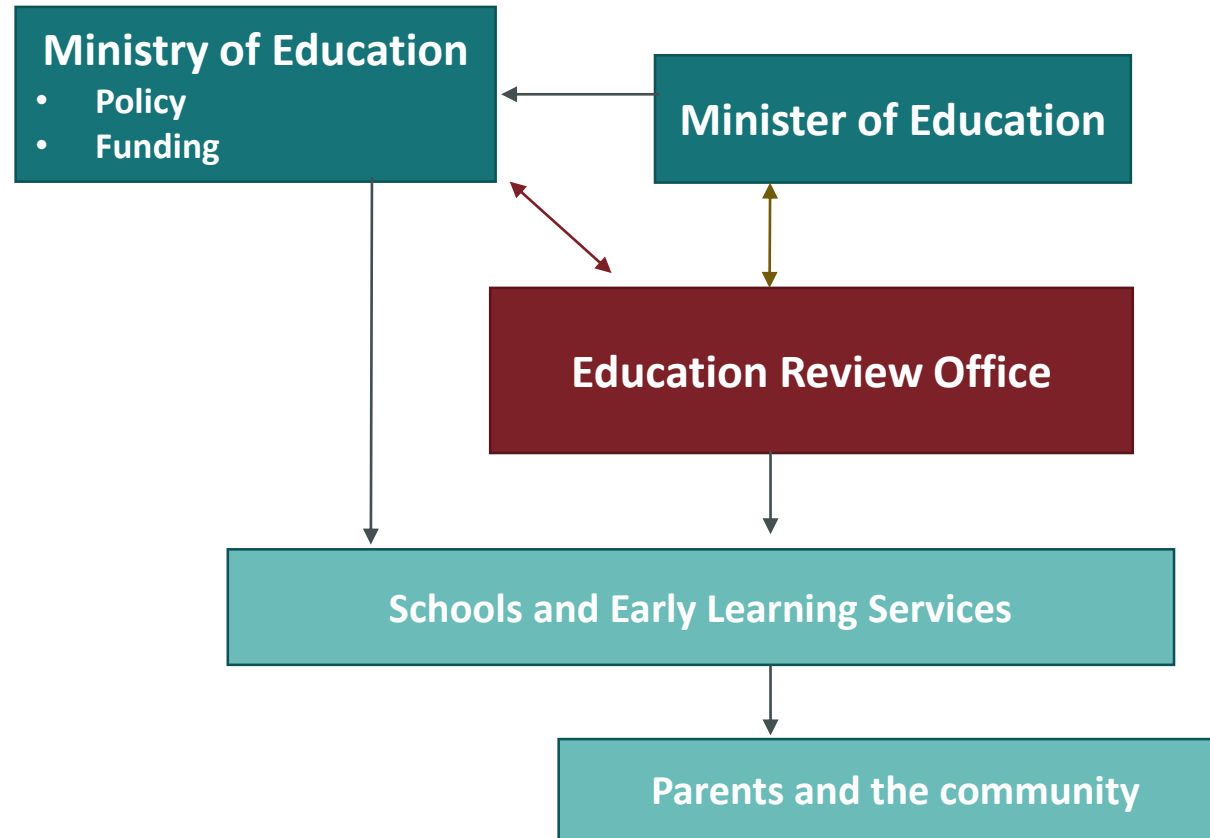 Ministry of Education
• Policy
• Funding
Minister of Education
Education Review Office
Schools and Early Learning Services
Parents and the community